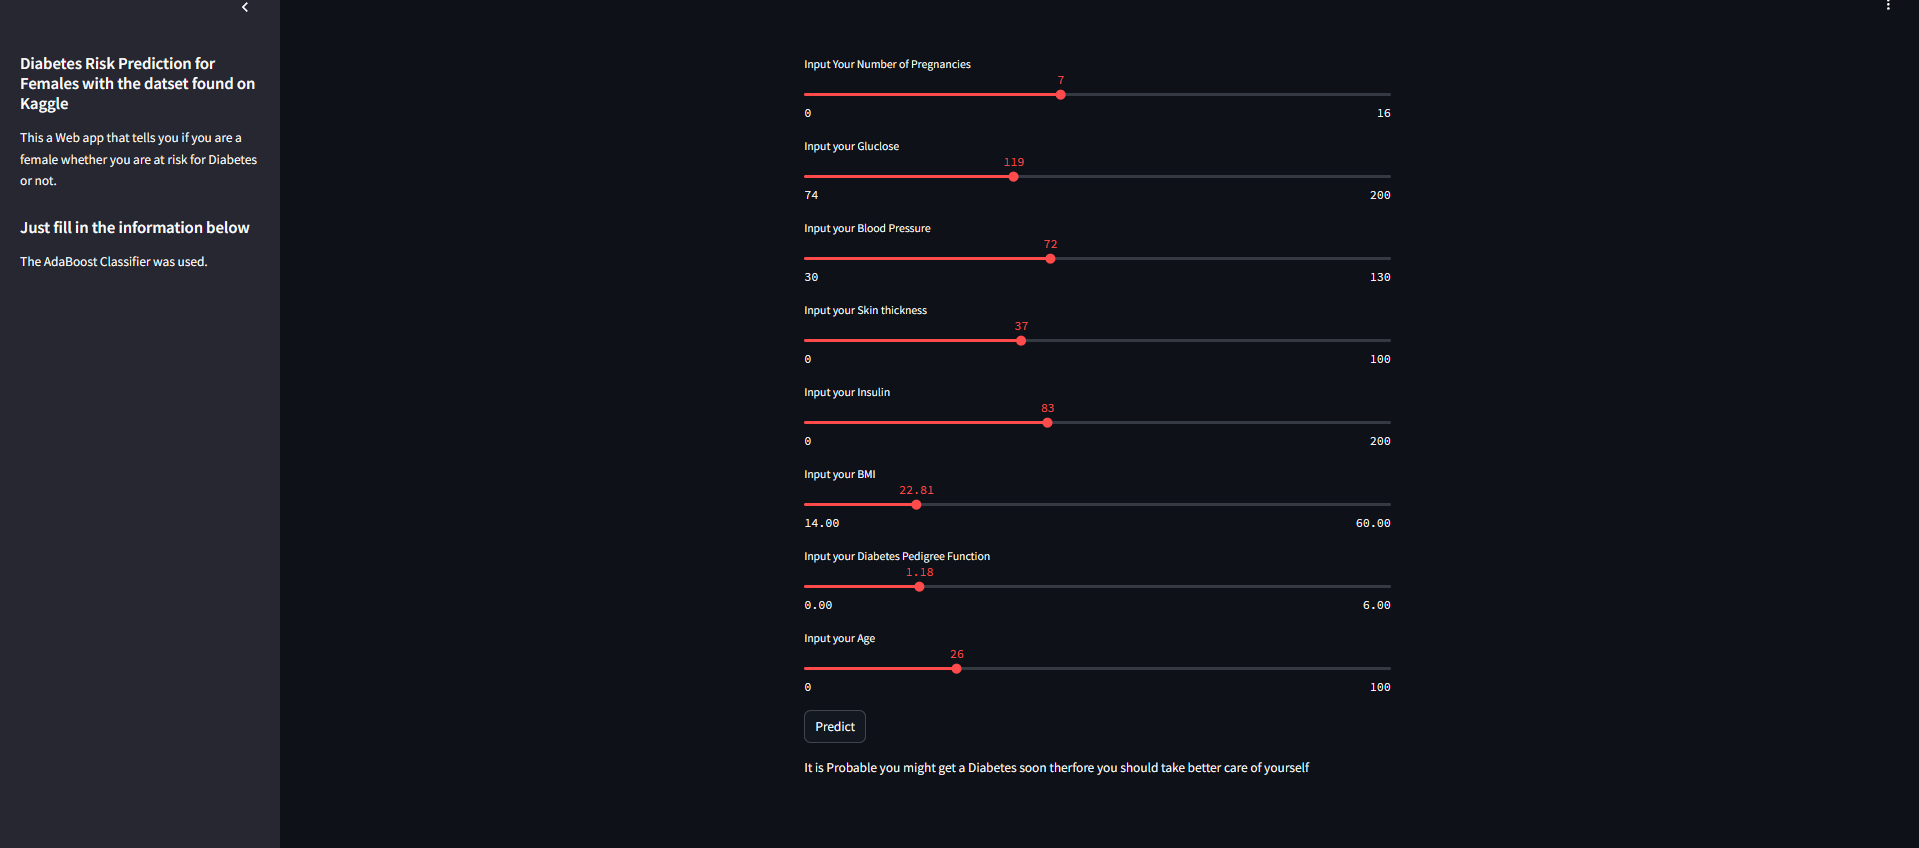 Diabetes Risk Prediction for
Females with the datset found on
Kaggle
This a Web app that tells you if you are a
female whether you are at risk for Diabetes
or not.
Just fill in the information below
The AdaBoost Classifier was used.
Input Your Number of Pregnancies
7
0 16
Input your Gluclose
119
74 200
Input your Blood Pressure
72
30 130
Input your Skin thickness
37
0 100
Input your Insulin
83
0 200
Input your BMI
22.81
14.00 60.00
Input your Diabetes Pedigree Function
1.18
0.00 6.00
Input your Age
26
0 100
Predict
It is Probable you might get a Diabetes soon therfore you should take better care of yourself